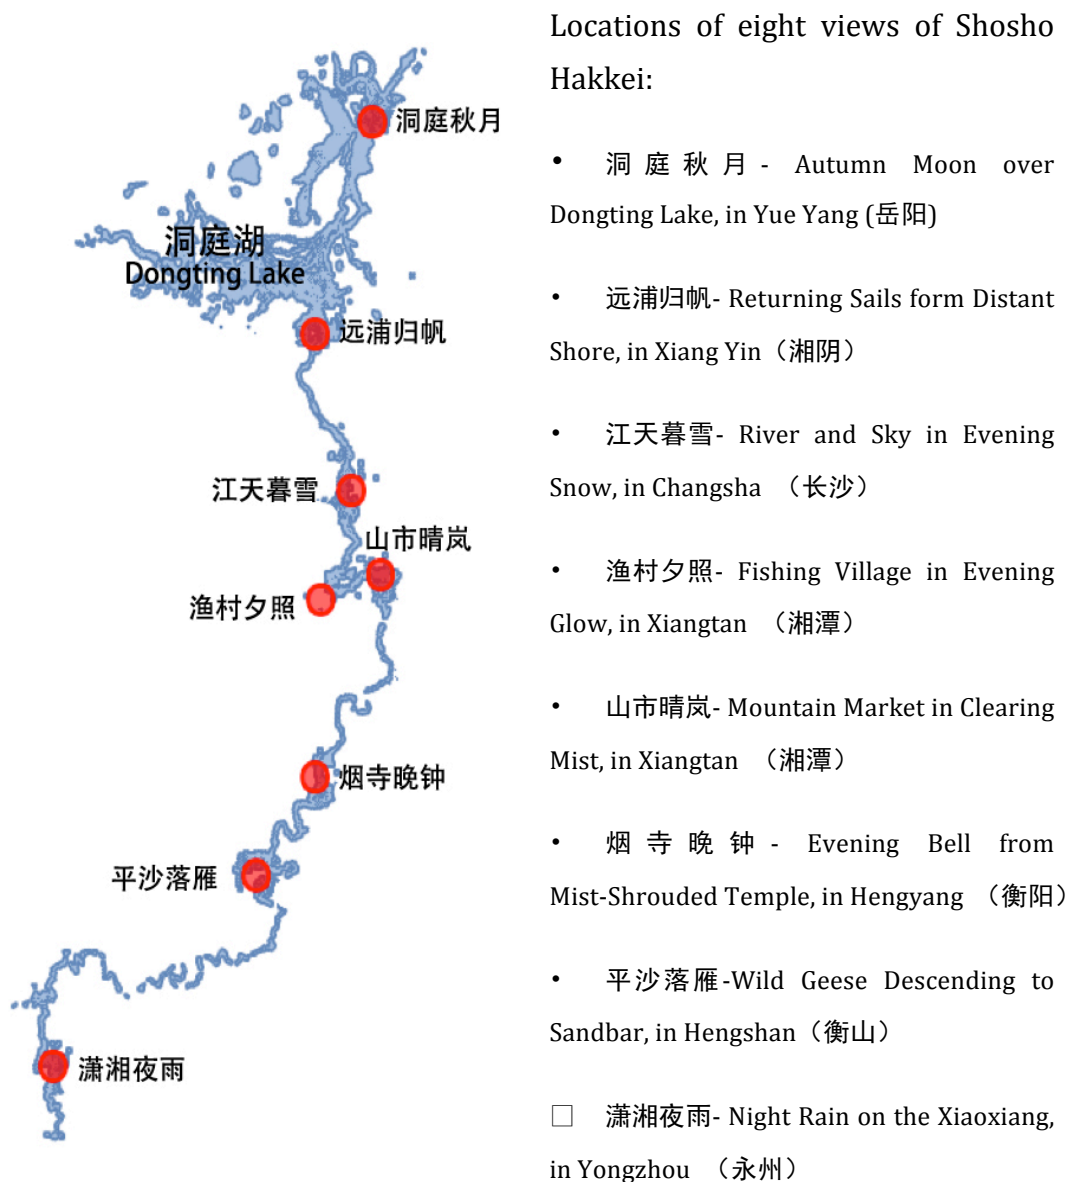 洞庭秋月
洞庭湖
Dongting Lake
远浦归帆
江天暮雪
山市晴岚
渔村夕照
烟寺晚钟
平沙落雁
潇湘夜雨
Locations of eight views of Shosho
Hakkei:
• 洞庭秋月- Autumn Moon over
Dongting Lake, in Yue Yang (岳阳)
• 远浦归帆- Returning Sails form Distant
Shore, in Xiang Yin（湘阴）
• 江天暮雪- River and Sky in Evening
Snow, in Changsha （长沙）
• 渔村夕照- Fishing Village in Evening
Glow, in Xiangtan （湘潭）
• 山市晴岚- Mountain Market in Clearing
Mist, in Xiangtan （湘潭）
• 烟寺晚钟- Evening Bell from
Mist-Shrouded Temple, in Hengyang （衡阳）
• 平沙落雁-Wild Geese Descending to
Sandbar, in Hengshan（衡山）
□ 潇湘夜雨- Night Rain on the Xiaoxiang,
in Yongzhou （永州）